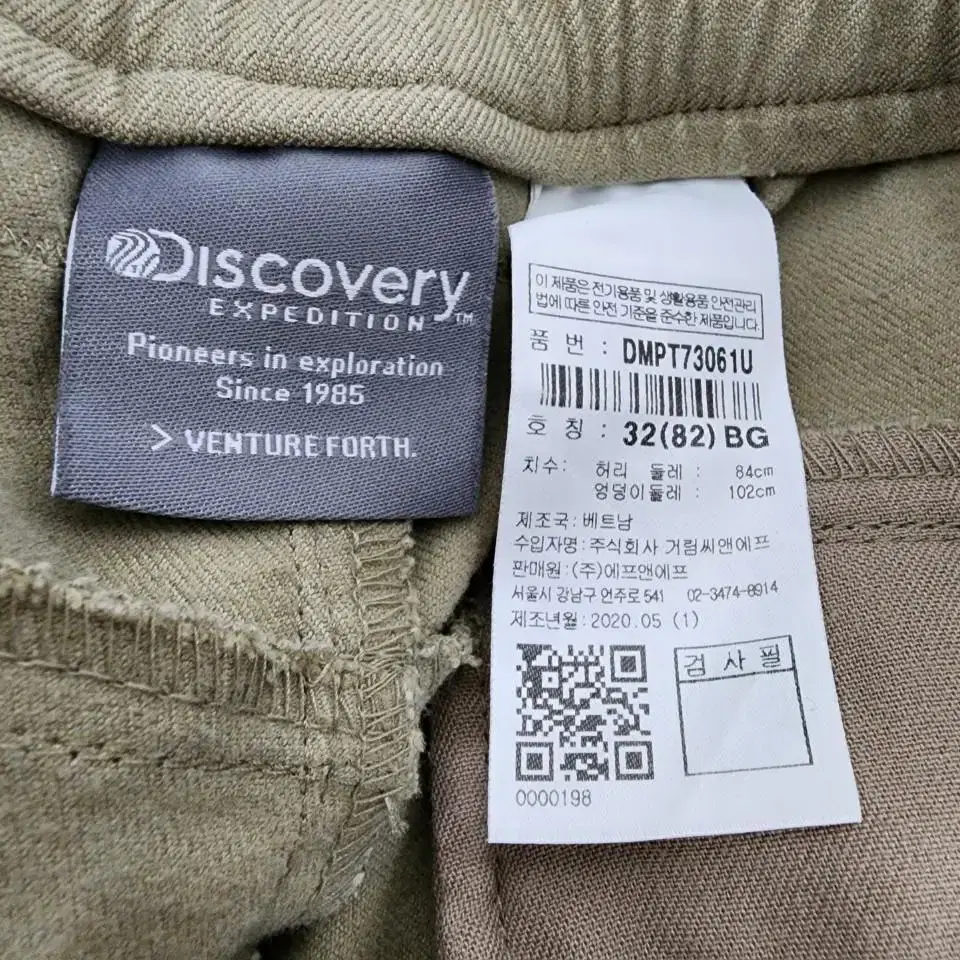 Discovery
EXPEDITION™
Pioneers in exploration
Since 1985
> VENTURE FORTH.
이 제품은 전기용품 및 생활용품 안전관리
법에 따른 안전 기준을 준수한 제품입니다.
품 번 : DMPT73061U
호 칭 : 32(82) BG
치수: 허리 둘레 : 84cm
엉덩이둘레 : 102cm
제조국: 베트남
수입자명: 주식회사 거림씨앤에프
판매원:(주)에프앤에프
서울시 강남구 언주로 541 02-3474-8914
제조년월: 2020.05 (1)
검 사 필
0000198